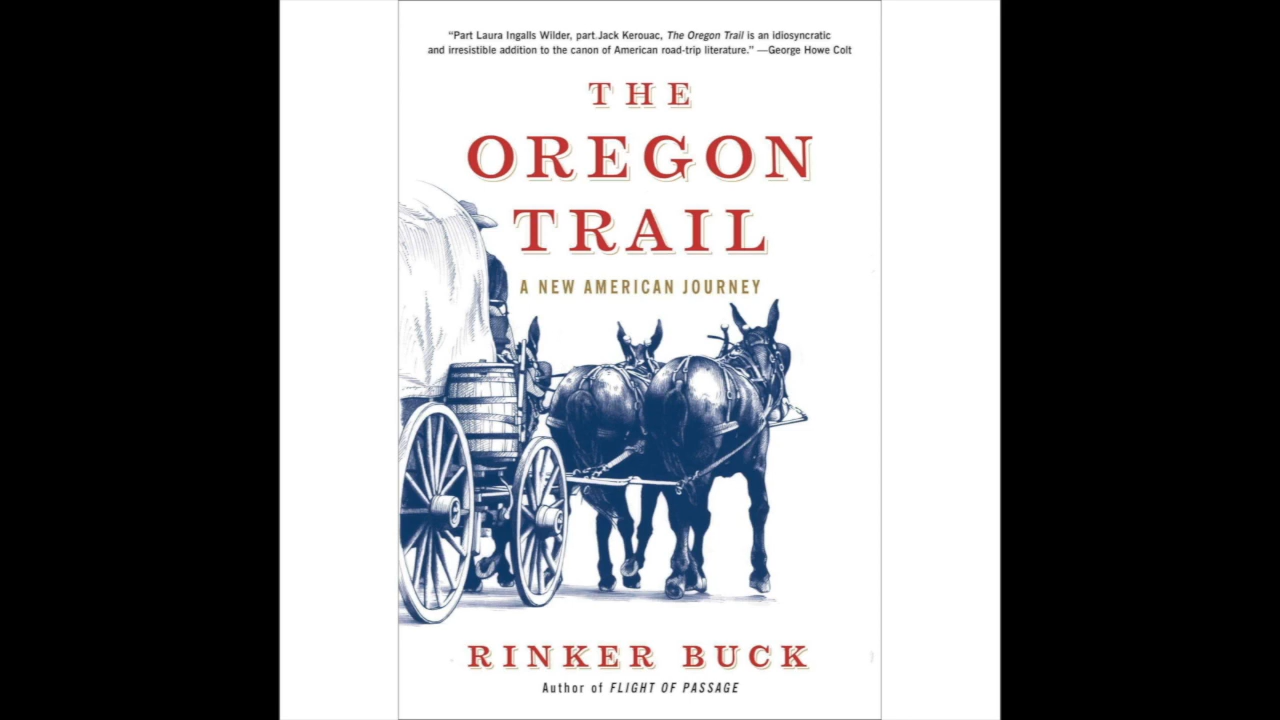 “Part Laura Ingalls Wilder, part Jack Kerouac, The Oregon Trail is an idiosyncratic
and irresistible addition to the canon of American road-trip literature.” —George Howe Colt
THE
OREGON
TRAIL
A NEW AMERICAN JOURNEY
RINKER BUCK
Author of FLIGHT OF PASSAGE